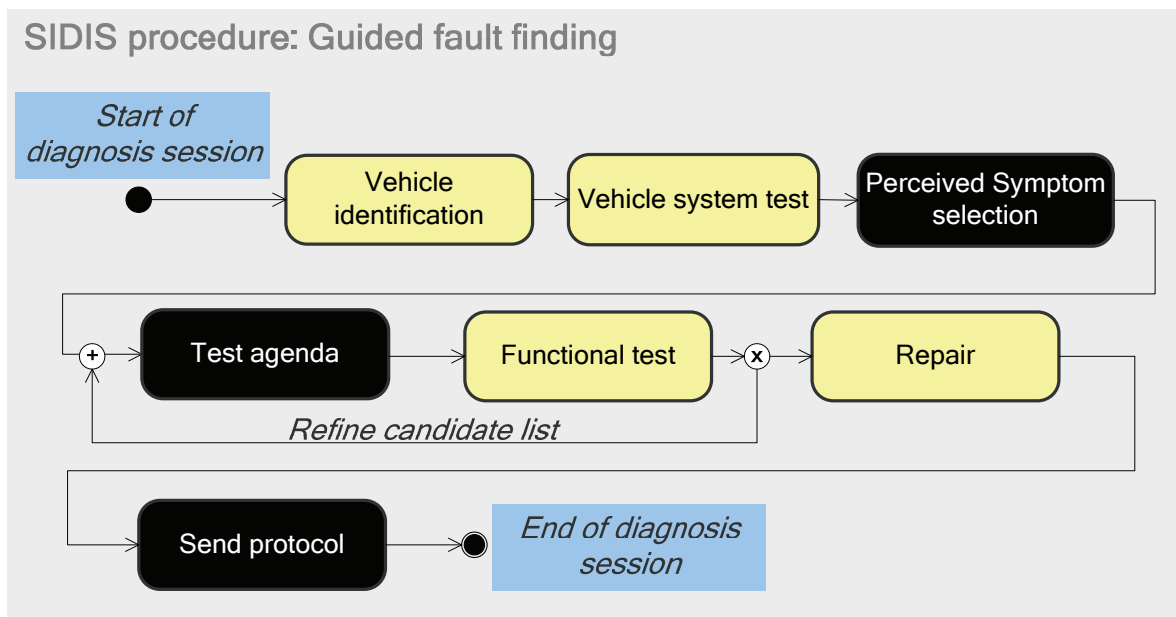 SIDIS procedure: Guided fault finding
Start of
diagnosis session
Vehicle
identification
Vehicle system test
Perceived Symptom
selection
+
Test agenda
Functional test
x
Repair
Refine candidate list
Send protocol
End of diagnosis
session